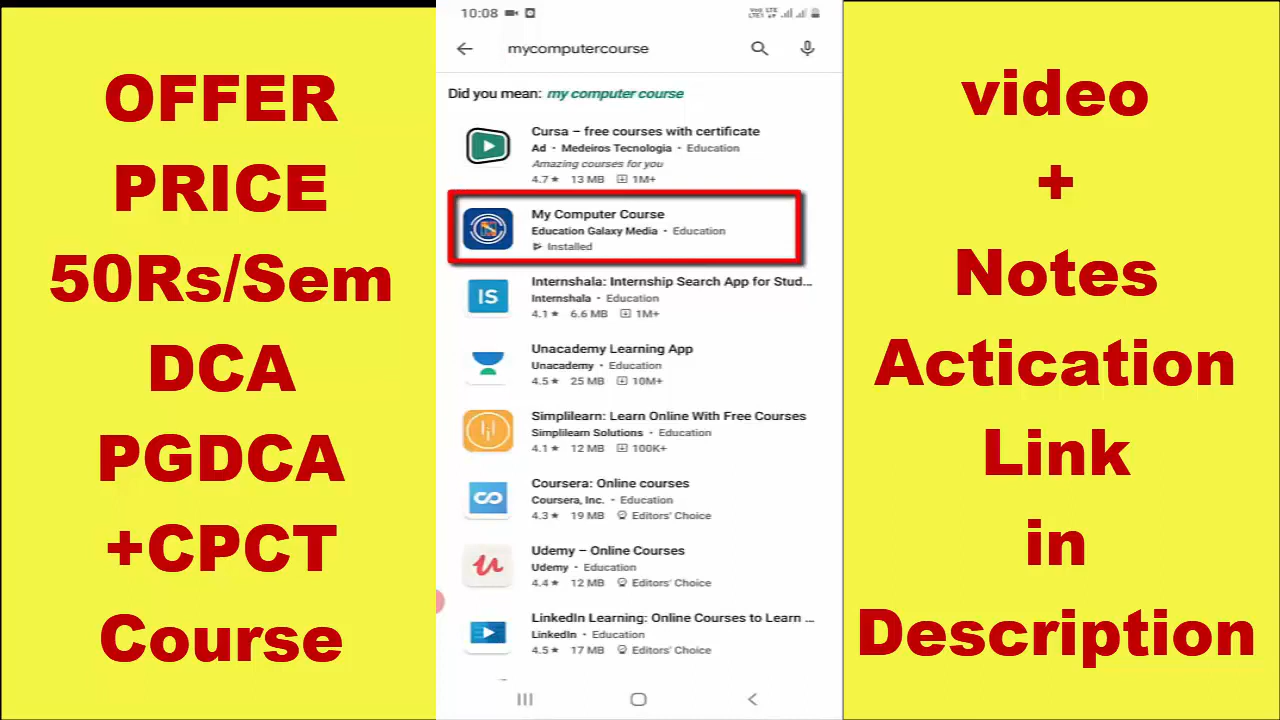 OFFER
PRICE
50Rs/Sem
DCA
PGDCA
+CPCT
Course
10:08
mycomputercourse
Did you mean: my computer course
Cursa – free courses with certificate
Ad • Medeiros Tecnologia • Education
Amazing courses for you
4.7 ★ 13 MB 1M+
My Computer Course
Education Galaxy Media • Education
Installed
Internshala: Internship Search App for Stud...
Internshala • Education
4.1 ★ 6.6 MB 1M+
Unacademy Learning App
Unacademy • Education
4.5 ★ 25 MB 10M+
Simplilearn: Learn Online With Free Courses
Simplilearn Solutions • Education
4.1 ★ 12 MB 100K+
Coursera: Online courses
Coursera, Inc. • Education
4.3 ★ 19 MB Editors' Choice
Udemy – Online Courses
Udemy • Education
4.4 ★ 12 MB Editors' Choice
LinkedIn Learning: Online Courses to Learn ...
LinkedIn • Education
4.5 ★ 17 MB Editors' Choice
video
+
Notes
Actication
Link
in
Description